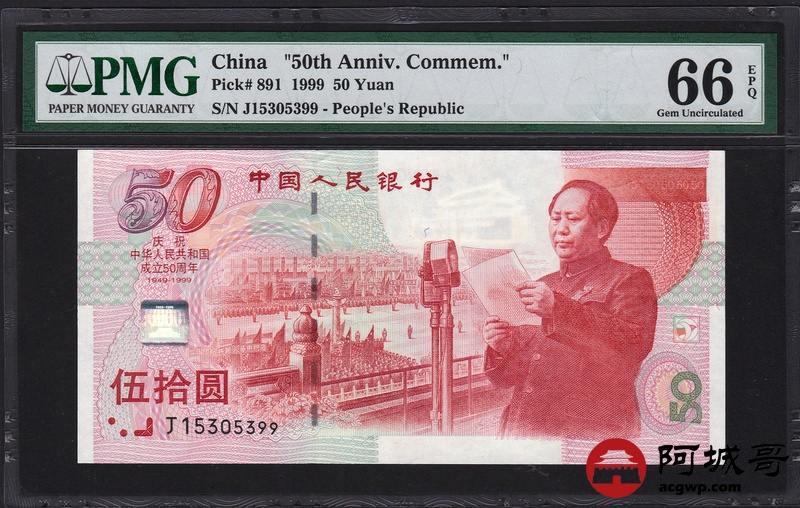 PMG
PAPER MONEY GUARANTY
China "50th Anniv. Commem."
Pick# 891 1999 50 Yuan
S/N J15305399 - People's Republic
66 EPQ
Gem Uncirculated
50
中国人民银行
庆祝
中华人民共和国
成立50周年
1949-1999
伍拾圆
J15305399
50
阿城哥
acgwp.com